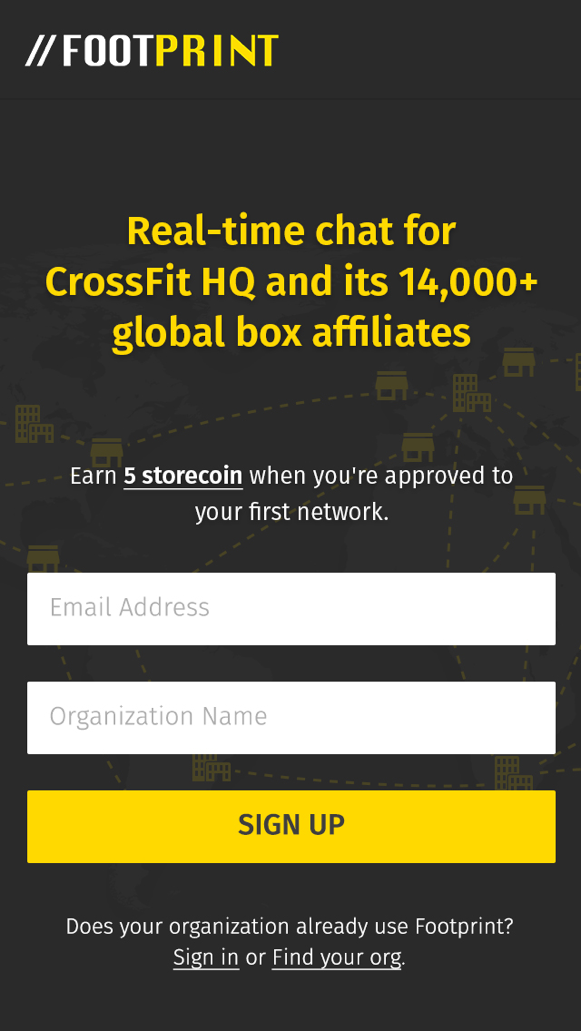 //FOOTPRINT
Real-time chat for
CrossFit HQ and its 14,000+
global box affiliates
Earn 5 storecoin when you're approved to
your first network.
Email Address
Organization Name
SIGN UP
Does your organization already use Footprint?
Sign in or Find your org.